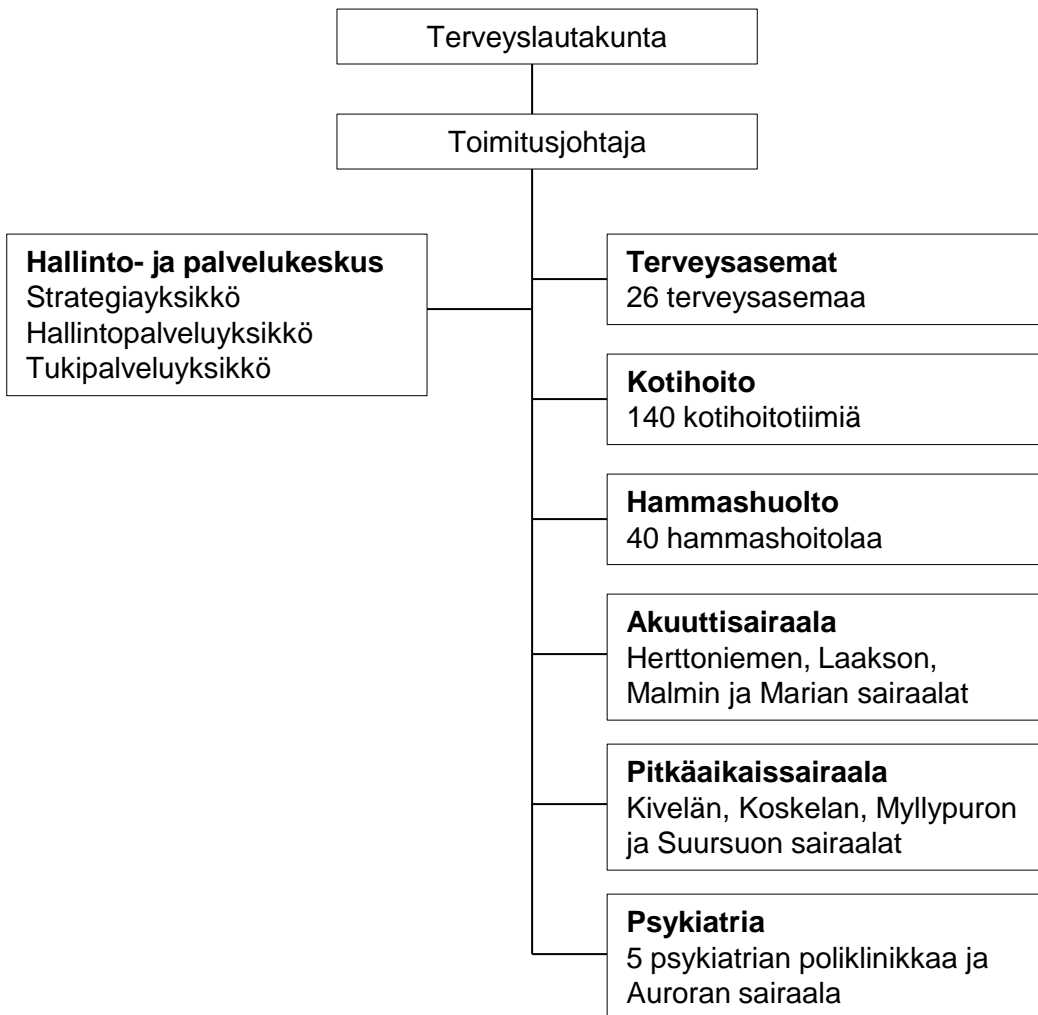 Terveyslautakunta
Toimitusjohtaja
Hallinto- ja palvelukeskus
Strategiayksikkö
Hallintopalveluyksikkö
Tukipalveluyksikkö
Terveysasemat
26 terveysasemaa
Kotihoito
140 kotihoitotiimiä
Hammashuolto
40 hammashoitolaa
Akuuttisairaala
Herttoniemen, Laakson,
Malmin ja Marian sairaalat
Pitkäaikaissairaala
Kivelän, Koskelan, Myllypuron
ja Suursuon sairaalat
Psykiatria
5 psykiatrian poliklinikkaa ja
Auroran sairaala